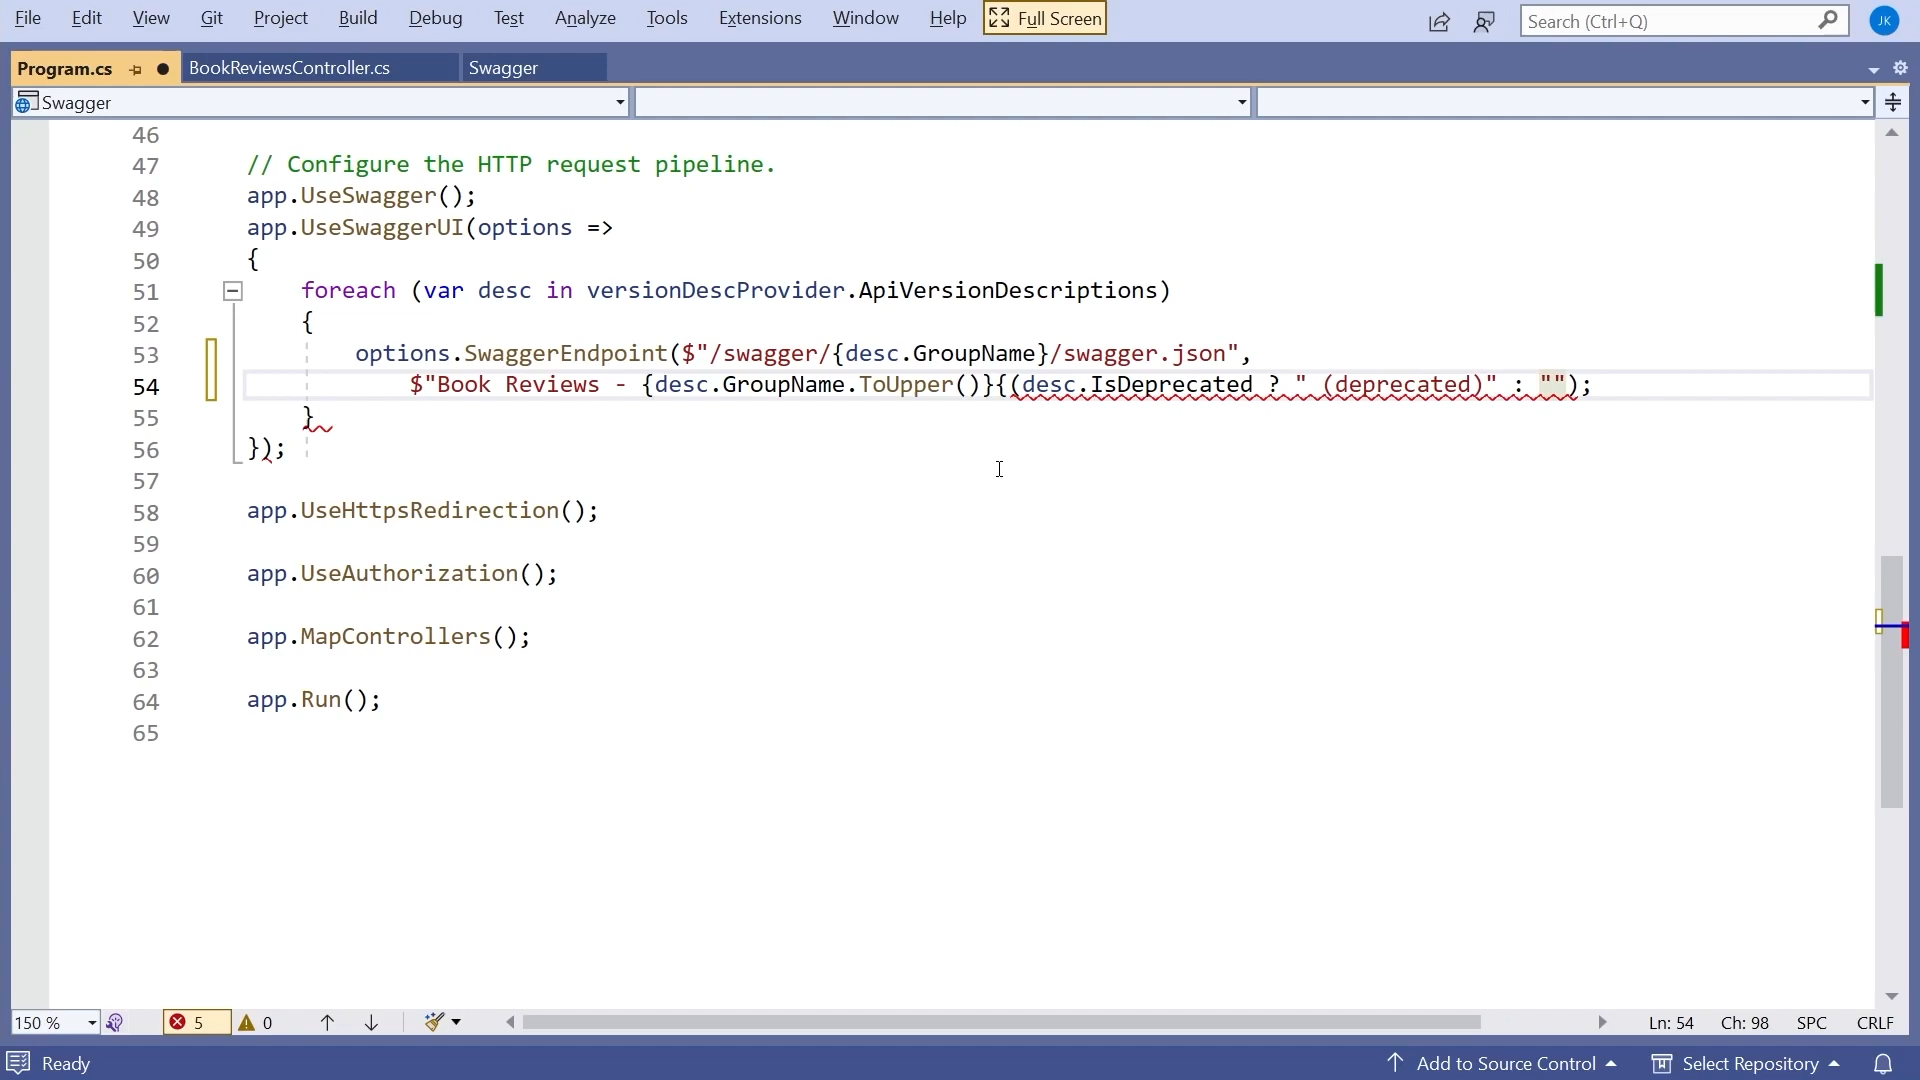 File Edit View Git Project Build Debug Test Analyze Tools Extensions Window Help Full Screen Search (Ctrl+Q) JK
Program.cs BookReviewsController.cs Swagger
Swagger
46
47 // Configure the HTTP request pipeline.
48 app.UseSwagger();
49 app.UseSwaggerUI(options =>
50 {
51 foreach (var desc in versionDescProvider.ApiVersionDescriptions)
52 {
53 options.SwaggerEndpoint($"/swagger/{desc.GroupName}/swagger.json",
54 $"Book Reviews - {desc.GroupName.ToUpper()}{(desc.IsDeprecated ? " (deprecated)" : "");
55 }
56 });
57
58 app.UseHttpsRedirection();
59
60 app.UseAuthorization();
61
62 app.MapControllers();
63
64 app.Run();
65
150 % 5 0 Ln: 54 Ch: 98 SPC CRLF
Ready Add to Source Control Select Repository